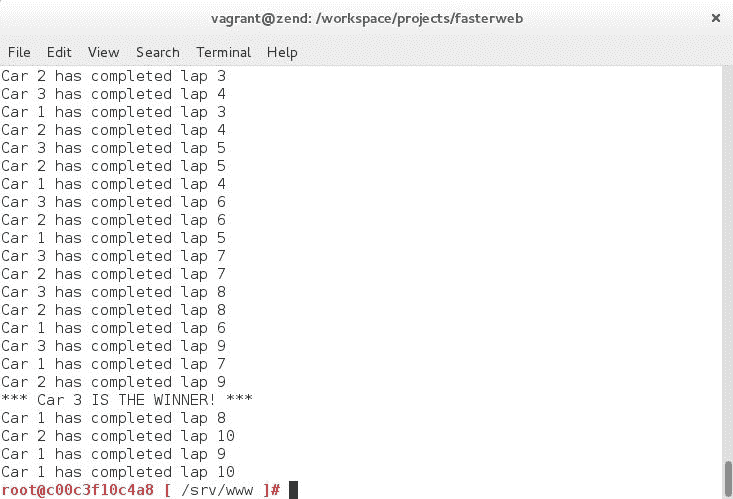 vagrant@zend: /workspace/projects/fasterweb ×
File Edit View Search Terminal Help
Car 2 has completed lap 3
Car 3 has completed lap 4
Car 1 has completed lap 3
Car 2 has completed lap 4
Car 3 has completed lap 5
Car 2 has completed lap 5
Car 1 has completed lap 4
Car 3 has completed lap 6
Car 2 has completed lap 6
Car 1 has completed lap 5
Car 3 has completed lap 7
Car 2 has completed lap 7
Car 3 has completed lap 8
Car 2 has completed lap 8
Car 1 has completed lap 6
Car 3 has completed lap 9
Car 1 has completed lap 7
Car 2 has completed lap 9
*** Car 3 IS THE WINNER! ***
Car 1 has completed lap 8
Car 2 has completed lap 10
Car 1 has completed lap 9
Car 1 has completed lap 10
root@c00c3f10c4a8 [ /srv/www ]#